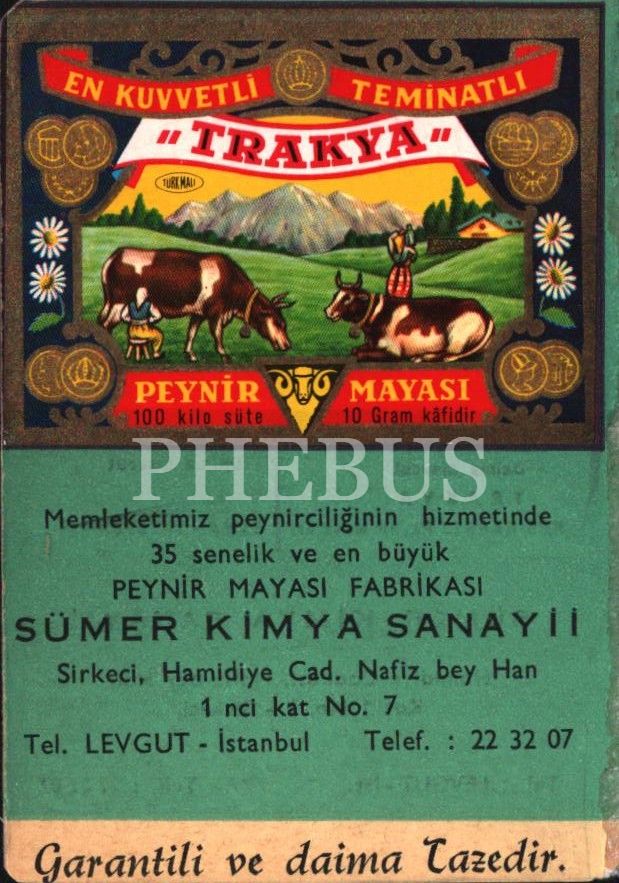 EN KUVVETLİ TEMİNATLI
"TRAKYA"
TÜRK MALI
PEYNİR MAYASI
100 kilo süte 10 Gram kâfidir
PHEBUS
Memleketimiz peynirciliğinin hizmetinde
35 senelik ve en büyük
PEYNİR MAYASI FABRİKASI
SÜMER KİMYA SANAYİİ
Sirkeci, Hamidiye Cad. Nafiz bey Han
1 nci kat No. 7
Tel. LEVGUT - İstanbul Telef. : 22 32 07
Garantili ve daima Tazedir.